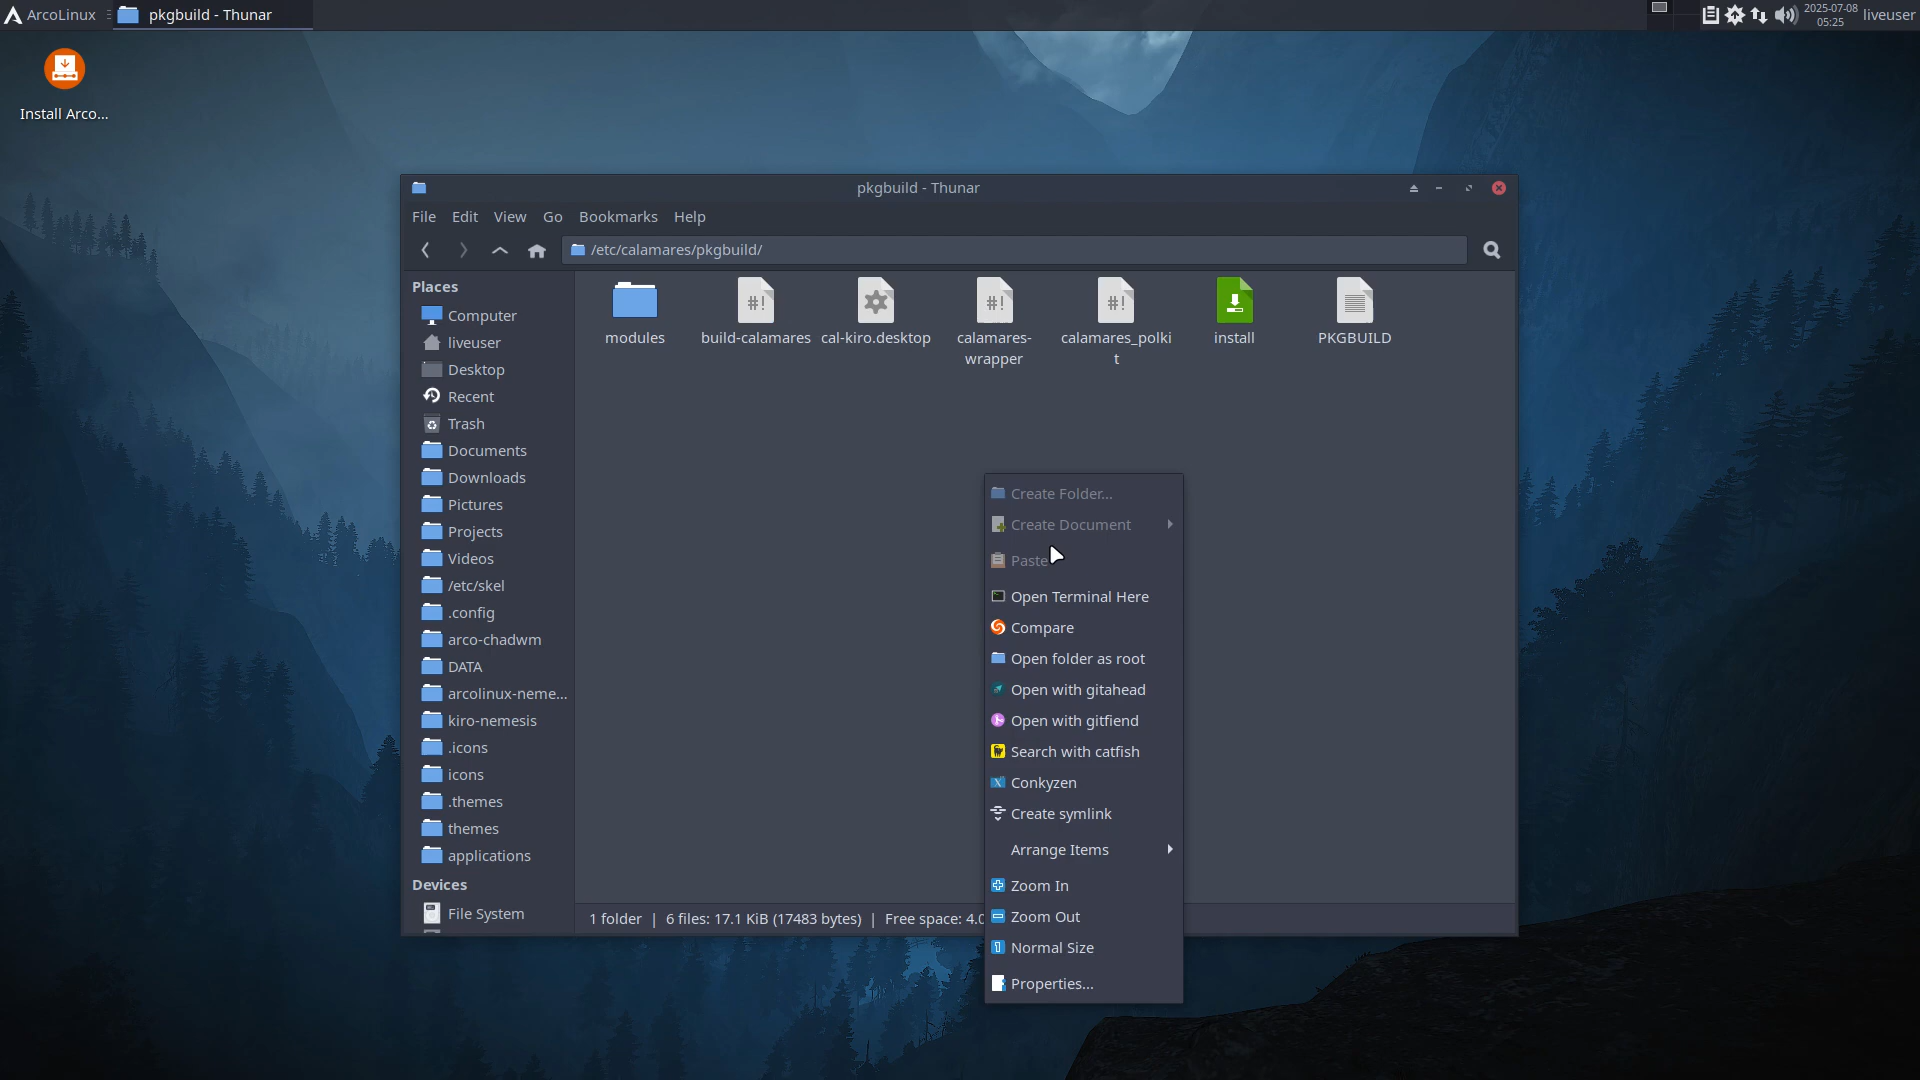 ArcoLinux
pkgbuild - Thunar
2025-07-08
05:25
liveuser
Install Arco...
pkgbuild - Thunar
File Edit View Go Bookmarks Help
/etc/calamares/pkgbuild/
Places
Computer
liveuser
Desktop
Recent
Trash
Documents
Downloads
Pictures
Projects
Videos
/etc/skel
.config
arco-chadwm
DATA
arcolinux-neme...
kiro-nemesis
.icons
icons
.themes
themes
applications
Devices
File System
modules
build-calamares
cal-kiro.desktop
calamares-
wrapper
calamares_polki
t
install
PKGBUILD
Create Folder...
Create Document
Paste
Open Terminal Here
Compare
Open folder as root
Open with gitahead
Open with gitfiend
Search with catfish
Conkyzen
Create symlink
Arrange Items
Zoom In
Zoom Out
Normal Size
Properties...
1 folder | 6 files: 17.1 KiB (17483 bytes) | Free space: 4.0